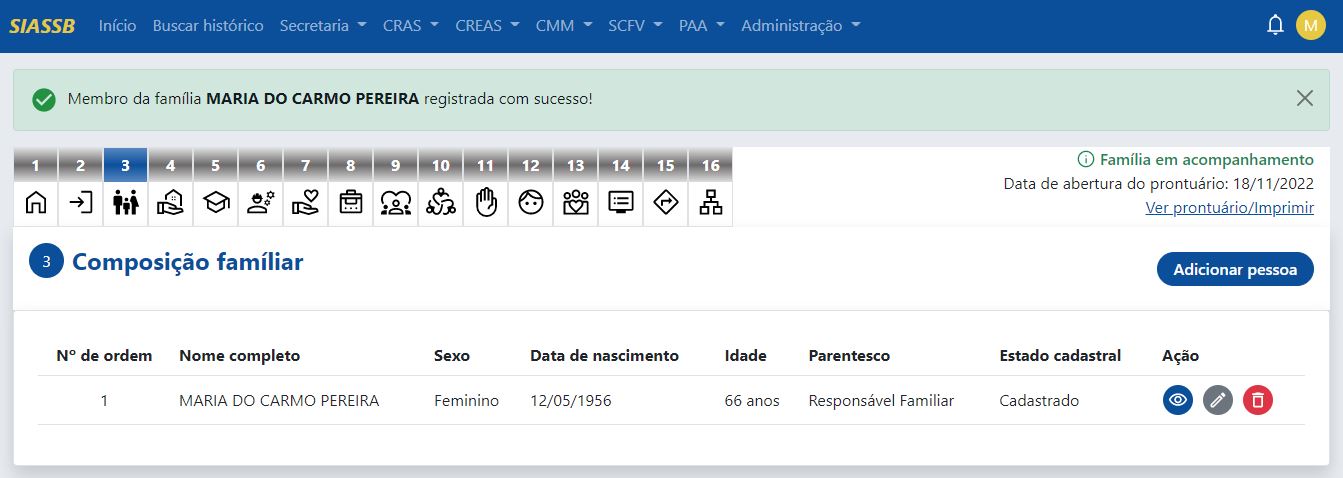 SIASSB Início Buscar histórico Secretaria CRAS CREAS CMM SCFV PAA Administração M
Membro da família MARIA DO CARMO PEREIRA registrada com sucesso!
1 2 3 4 5 6 7 8 9 10 11 12 13 14 15 16
Família em acompanhamento
Data de abertura do prontuário: 18/11/2022
Ver prontuário/Imprimir
3 Composição famíliar
Adicionar pessoa
Nº de ordem Nome completo Sexo Data de nascimento Idade Parentesco Estado cadastral Ação
1 MARIA DO CARMO PEREIRA Feminino 12/05/1956 66 anos Responsável Familiar Cadastrado